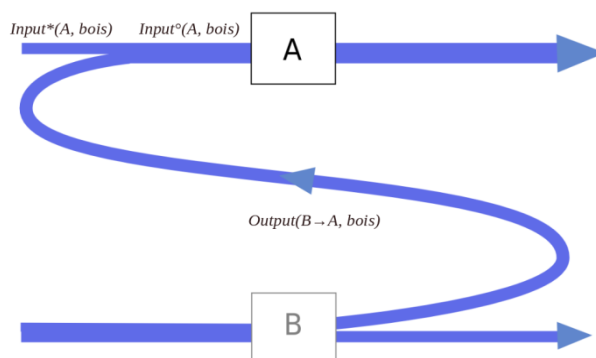 Input*(A, bois) Input°(A, bois)
A
Output(B→A, bois)
B